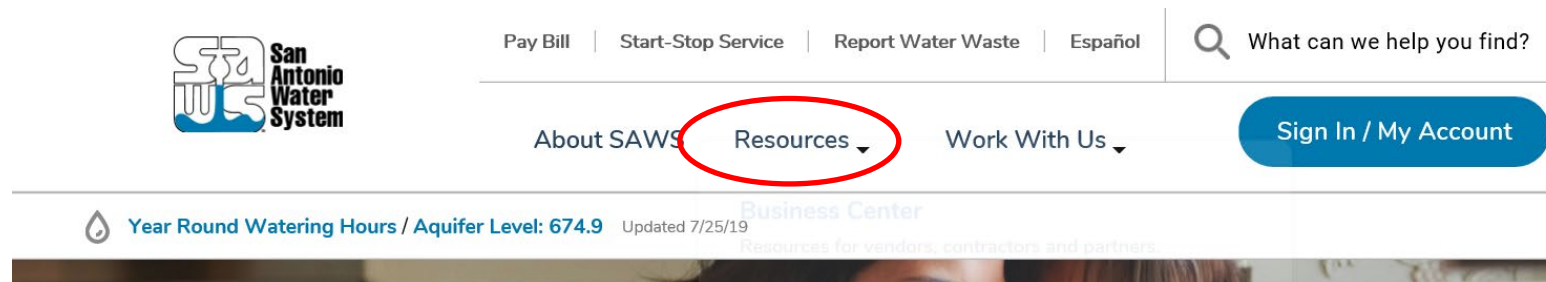 San
Antonio
Water
System
Pay Bill | Start-Stop Service | Report Water Waste | Español
What can we help you find?
About SAWS Resources Work With Us
Sign In / My Account
Year Round Watering Hours / Aquifer Level: 674.9 Updated 7/25/19
Business Center
Resources for vendors, contractors and partners